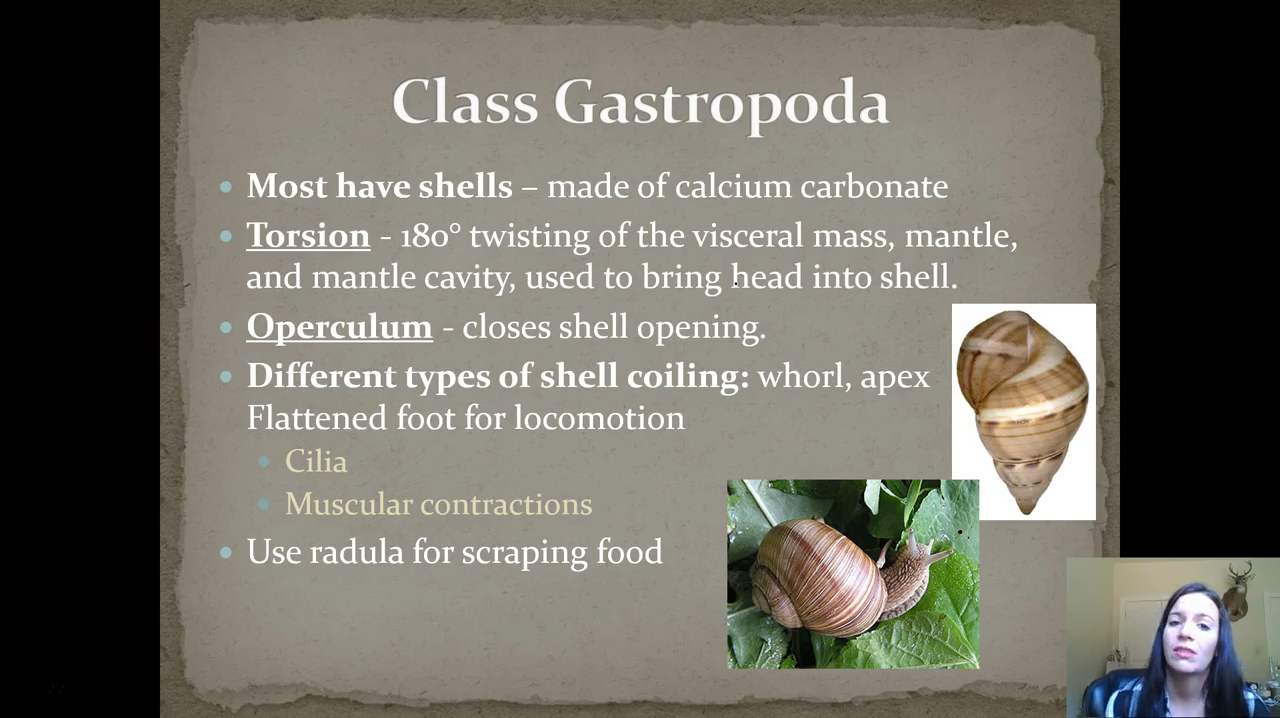 Class Gastropoda
• Most have shells – made of calcium carbonate
• Torsion - 180° twisting of the visceral mass, mantle,
and mantle cavity, used to bring head into shell.
• Operculum - closes shell opening.
• Different types of shell coiling: whorl, apex
Flattened foot for locomotion
• Cilia
• Muscular contractions
• Use radula for scraping food